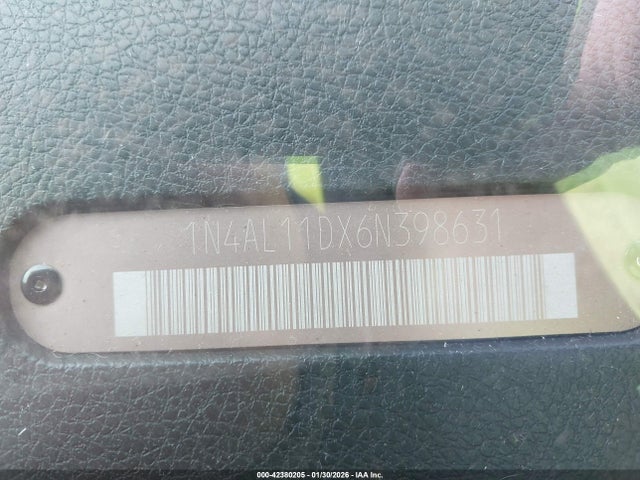 1N4AL11DX6N398631
000-42380205 - 01/30/2026 - IAA Inc.